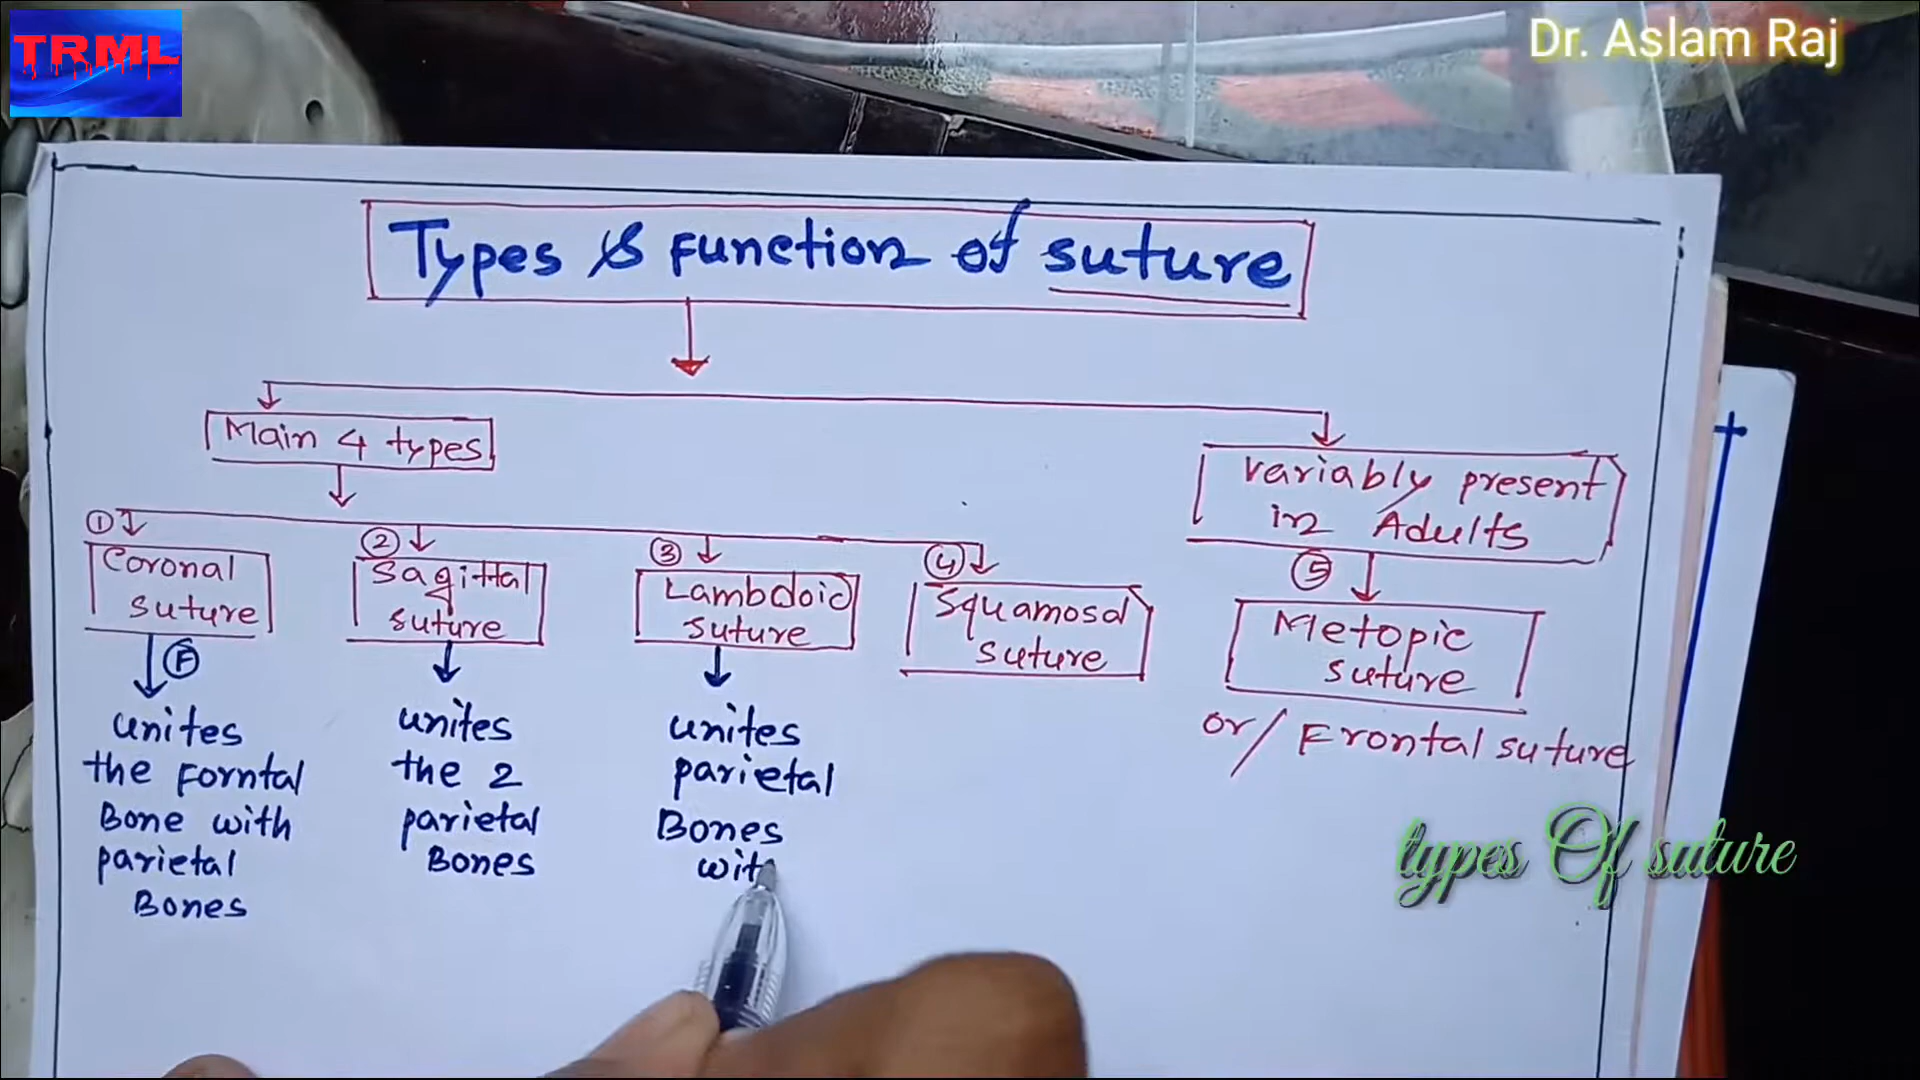 TRML
Dr. Aslam Raj
Types & Function of suture
Main 4 types
variably present
in Adults
①
Coronal
suture
②
Sagittal
suture
③
Lambdoid
suture
④
Squamosal
suture
⑤
Metopic
suture
or/ Frontal suture
F
unites
the Forntal
Bone with
parietal
Bones
unites
the 2
parietal
Bones
unites
parietal
Bones
wit
types Of suture